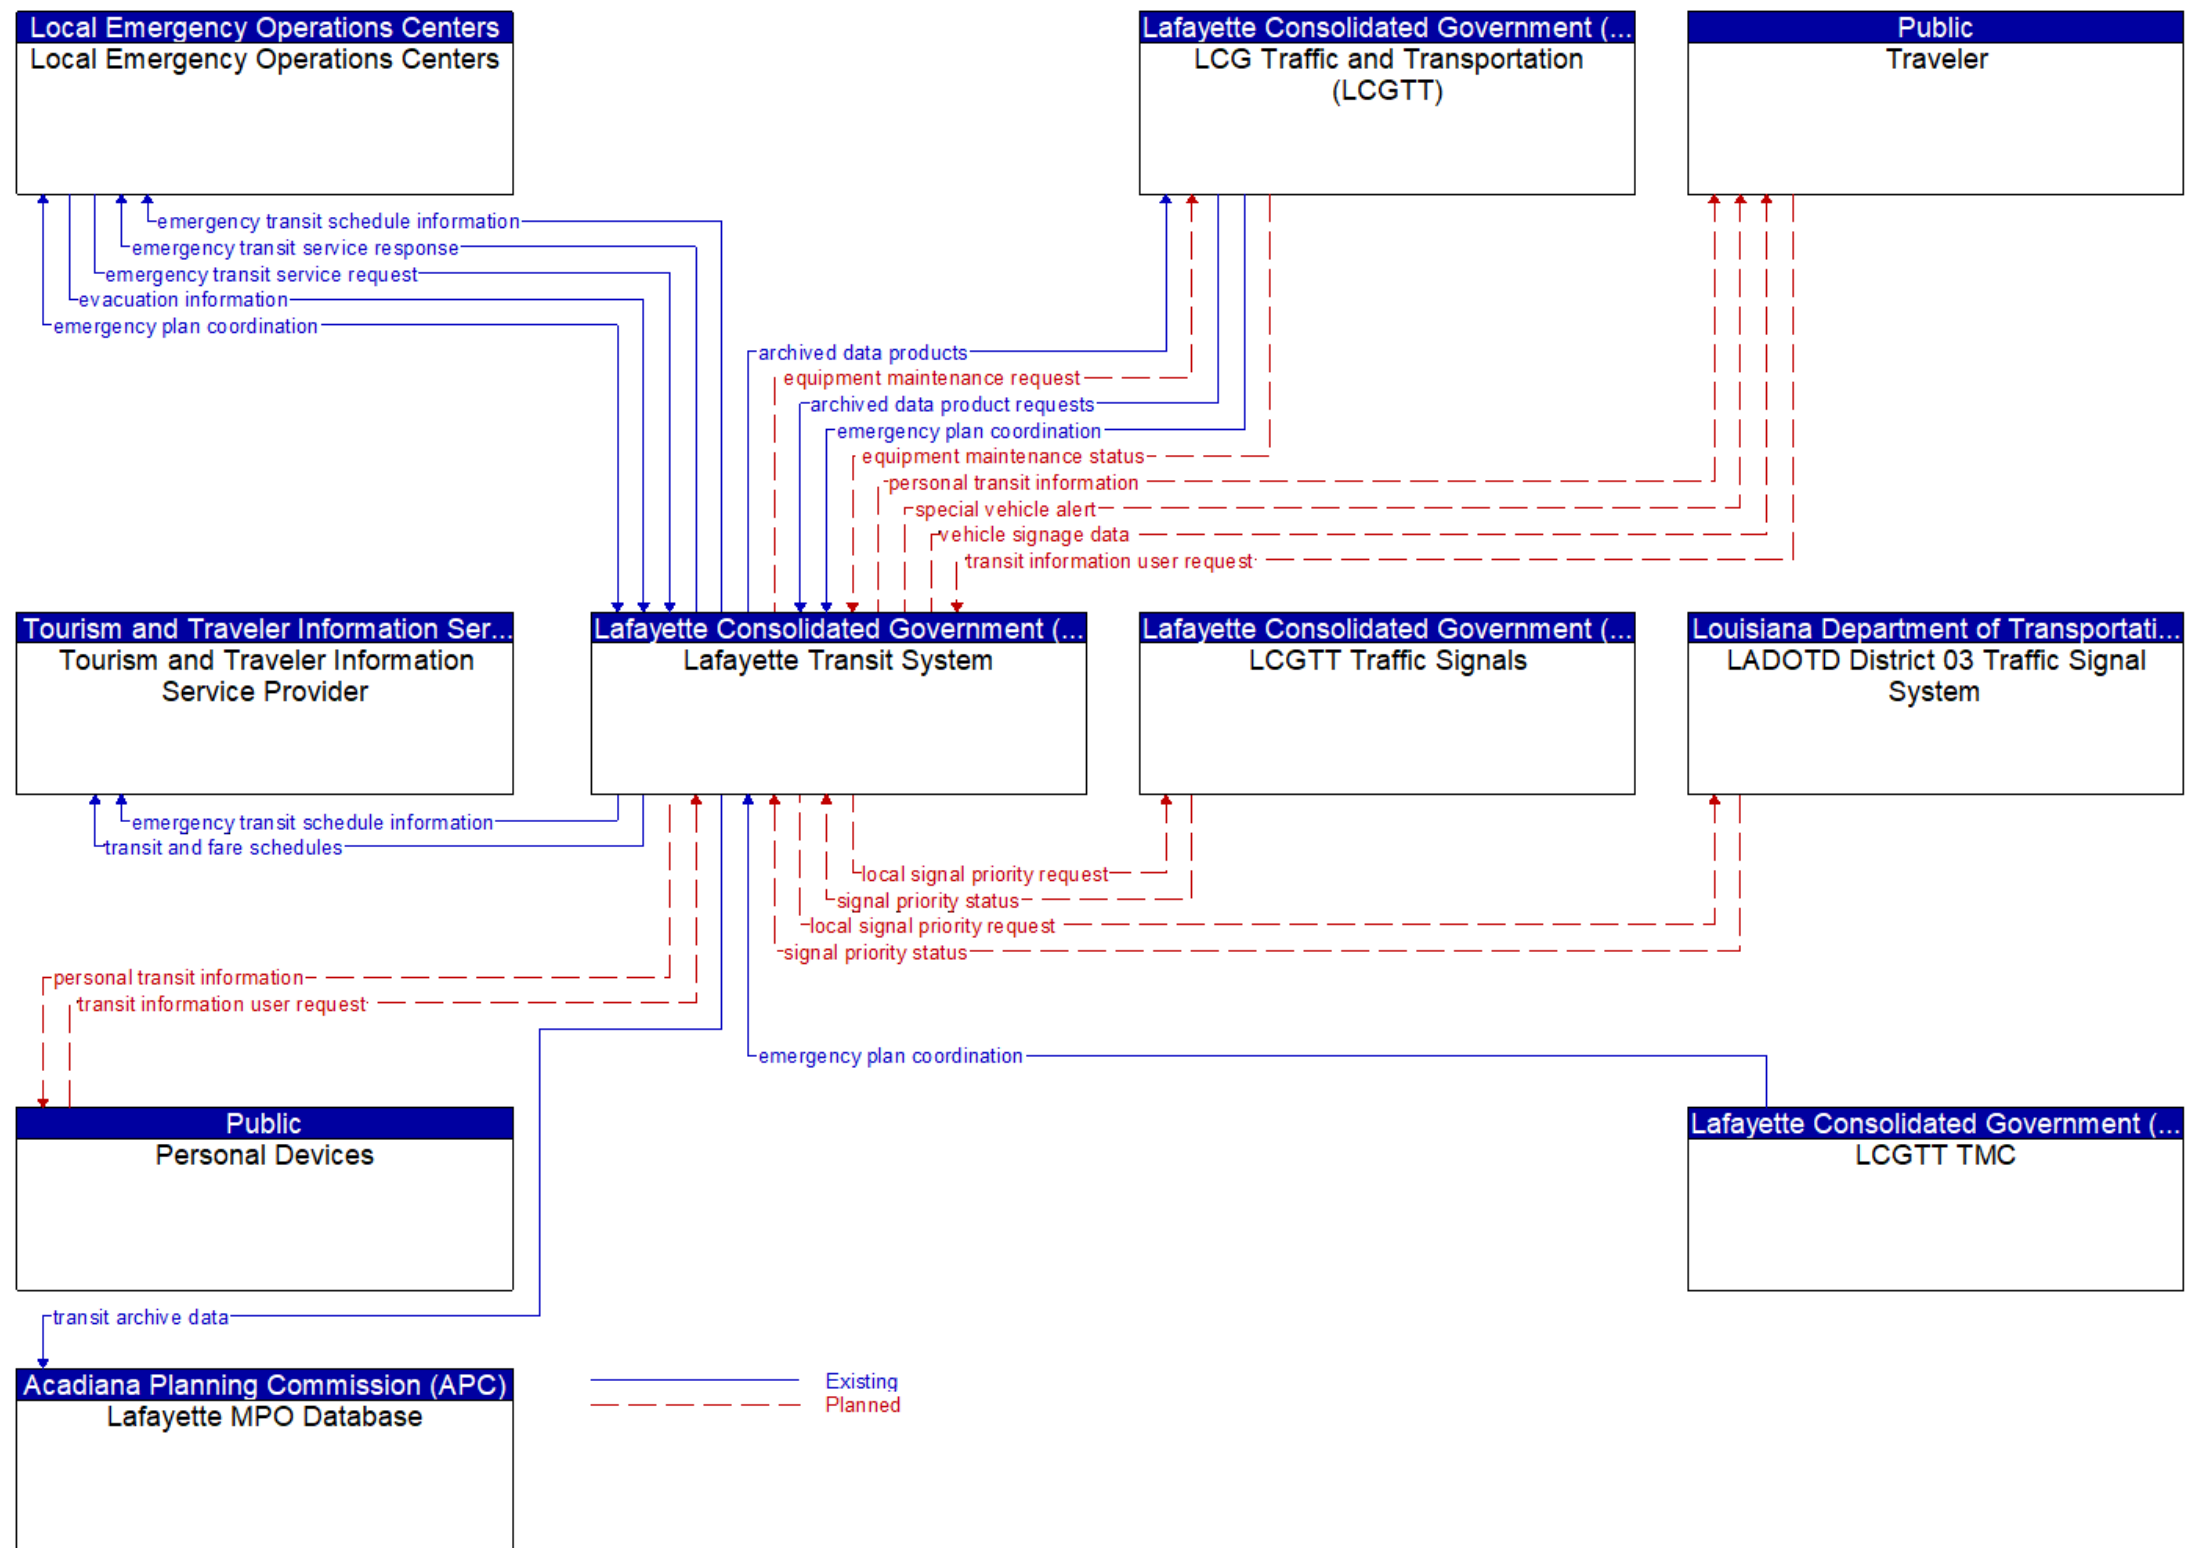 Local Emergency Operations Centers
Local Emergency Operations Centers
Lafayette Consolidated Government (...
LCG Traffic and Transportation
(LCGTT)
Public
Traveler
emergency transit schedule information
emergency transit service response
emergency transit service request
evacuation information
emergency plan coordination
archived data products
equipment maintenance request
archived data product requests
emergency plan coordination
equipment maintenance status
personal transit information
special vehicle alert
vehicle signage data
transit information user request
Tourism and Traveler Information Ser...
Tourism and Traveler Information
Service Provider
Lafayette Consolidated Government (...
Lafayette Transit System
Lafayette Consolidated Government (...
LCGTT Traffic Signals
Louisiana Department of Transportati...
LADOTD District 03 Traffic Signal
System
emergency transit schedule information
transit and fare schedules
local signal priority request
signal priority status
local signal priority request
signal priority status
personal transit information
transit information user request
emergency plan coordination
Public
Personal Devices
Lafayette Consolidated Government (...
LCGTT TMC
transit archive data
Acadiana Planning Commission (APC)
Lafayette MPO Database
Existing
Planned